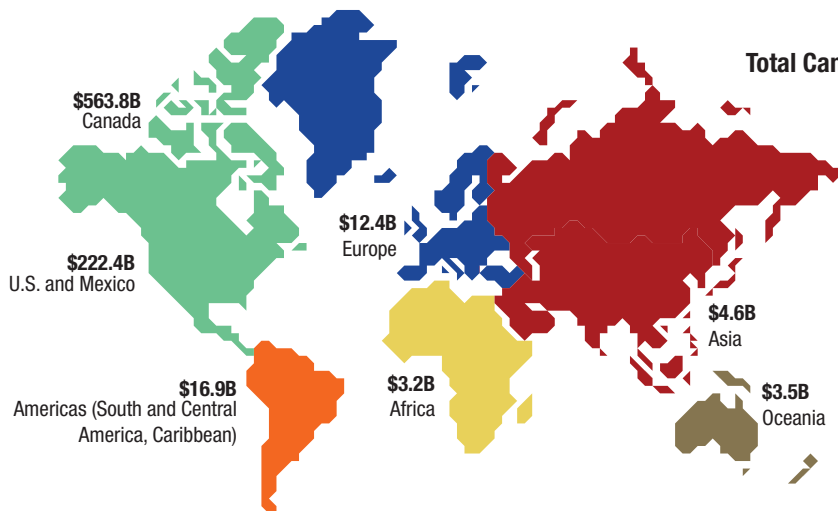 Total Can
$563.8B
Canada
$12.4B
Europe
$222.4B
U.S. and Mexico
$4.6B
Asia
$16.9B
Americas (South and Central
America, Caribbean)
$3.2B
Africa
$3.5B
Oceania